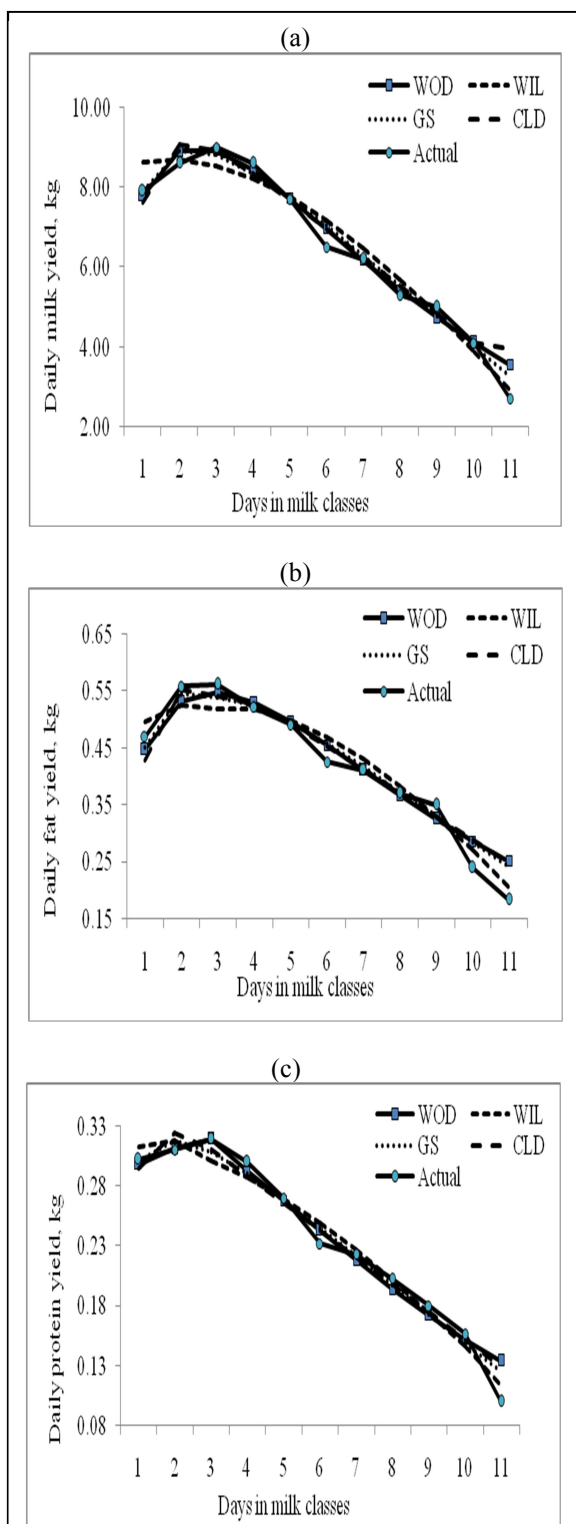 (a)
WOD WIL
GS CLD
Actual
10.00
8.00
6.00
4.00
2.00
Daily milk yield, kg
1 2 3 4 5 6 7 8 9 10 11
Days in milk classes
(b)
WOD WIL
GS CLD
Actual
0.65
0.55
0.45
0.35
0.25
0.15
Daily fat yield, kg
1 2 3 4 5 6 7 8 9 10 11
Days in milk classes
(c)
WOD WIL
GS CLD
Actual
0.33
0.28
0.23
0.18
0.13
0.08
Daily protein yield, kg
1 2 3 4 5 6 7 8 9 10 11
Days in milk classes